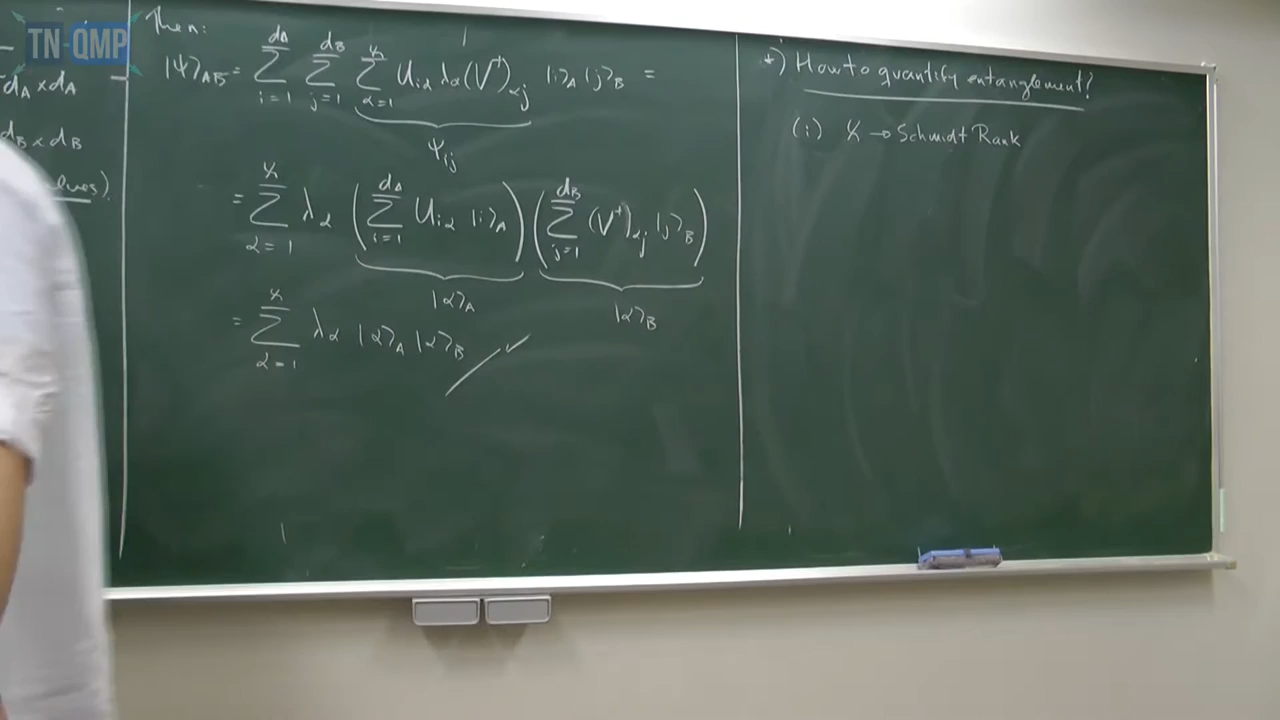 TN-QMP
d_A × d_A
d_B × d_B
Then:
|Ψ⟩_AB = Σ_{i=1}^{d_A} Σ_{j=1}^{d_B} Σ_{α=1}^{χ} U_{iα} λ_α (V†)_{αj} |i⟩_A |j⟩_B =
Ψ_{ij}
= Σ_{α=1}^{χ} λ_α ( Σ_{i=1}^{d_A} U_{iα} |i⟩_A ) ( Σ_{j=1}^{d_B} (V†)_{αj} |j⟩_B )
|α⟩_A |α⟩_B
= Σ_{α=1}^{χ} λ_α |α⟩_A |α⟩_B ✓
*) How to quantify entanglement?
(i) χ → Schmidt Rank